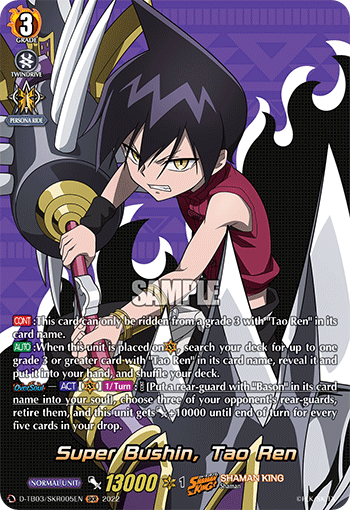 3
GRADE
TWINDRIVE
PERSONA RIDE
SAMPLE
CONT :This card can only be ridden from a grade 3 with "Tao Ren" in its
card name.
AUTO :When this unit is placed on , search your deck for up to one
grade 3 or greater card with "Tao Ren" in its card name, reveal it and
put it into your hand, and shuffle your deck.
OverSoul ACT 1/Turn : COST [Put a rear-guard with "Bason" in its card
name into your soul], choose three of your opponent's rear-guards,
retire them, and this unit gets +10000 until end of turn for every
five cards in your drop.
Super Bushin, Tao Ren
NORMAL UNIT 13000 1 SHAMAN KING SHAMAN KING
Shaman
D-TB03/SKR005EN 2022